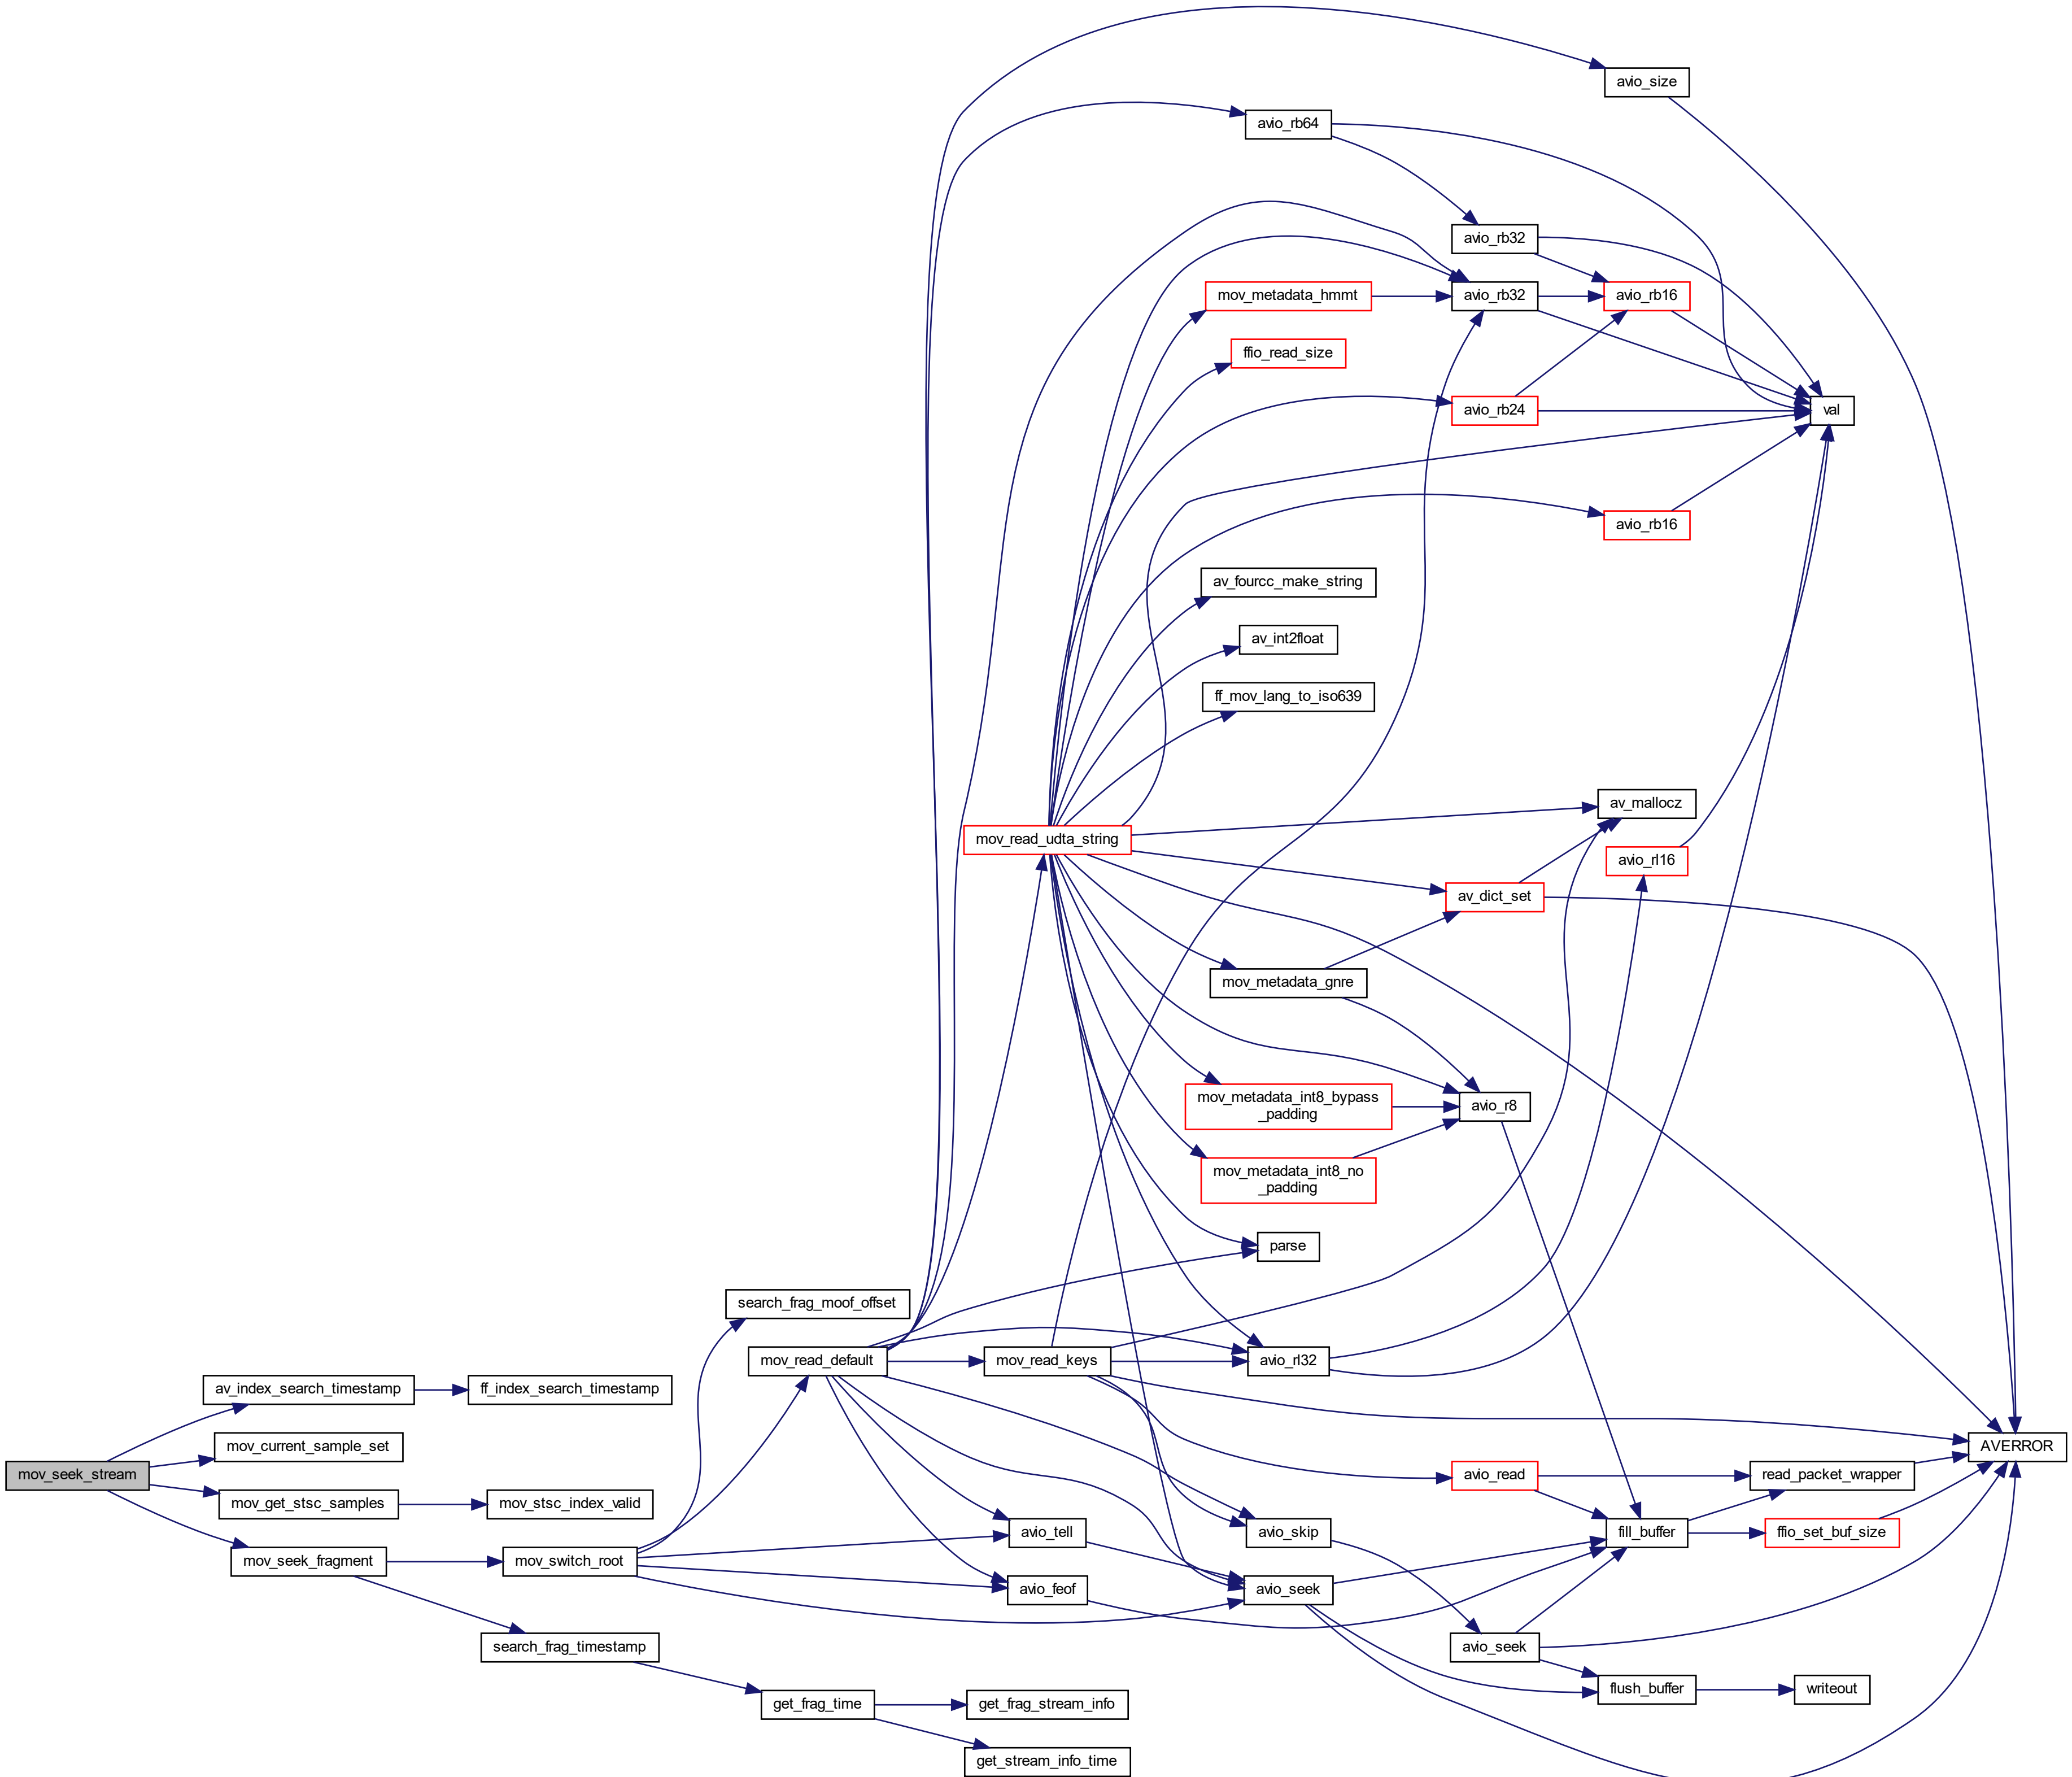 avio_size
avio_rb64
avio_rb32
mov_metadata_hmmt
avio_rb32
avio_rb16
ffio_read_size
avio_rb24
val
avio_rb16
av_fourcc_make_string
av_int2float
ff_mov_lang_to_iso639
av_mallocz
mov_read_udta_string
avio_rl16
av_dict_set
mov_metadata_gnre
mov_metadata_int8_bypass
_padding
avio_r8
mov_metadata_int8_no
_padding
parse
search_frag_moof_offset
mov_read_default
mov_read_keys
avio_rl32
av_index_search_timestamp
ff_index_search_timestamp
mov_current_sample_set
AVERROR
mov_seek_stream
avio_read
read_packet_wrapper
mov_get_stsc_samples
mov_stsc_index_valid
avio_tell
avio_skip
fill_buffer
ffio_set_buf_size
mov_seek_fragment
mov_switch_root
avio_feof
avio_seek
search_frag_timestamp
avio_seek
get_frag_time
get_frag_stream_info
flush_buffer
writeout
get_stream_info_time